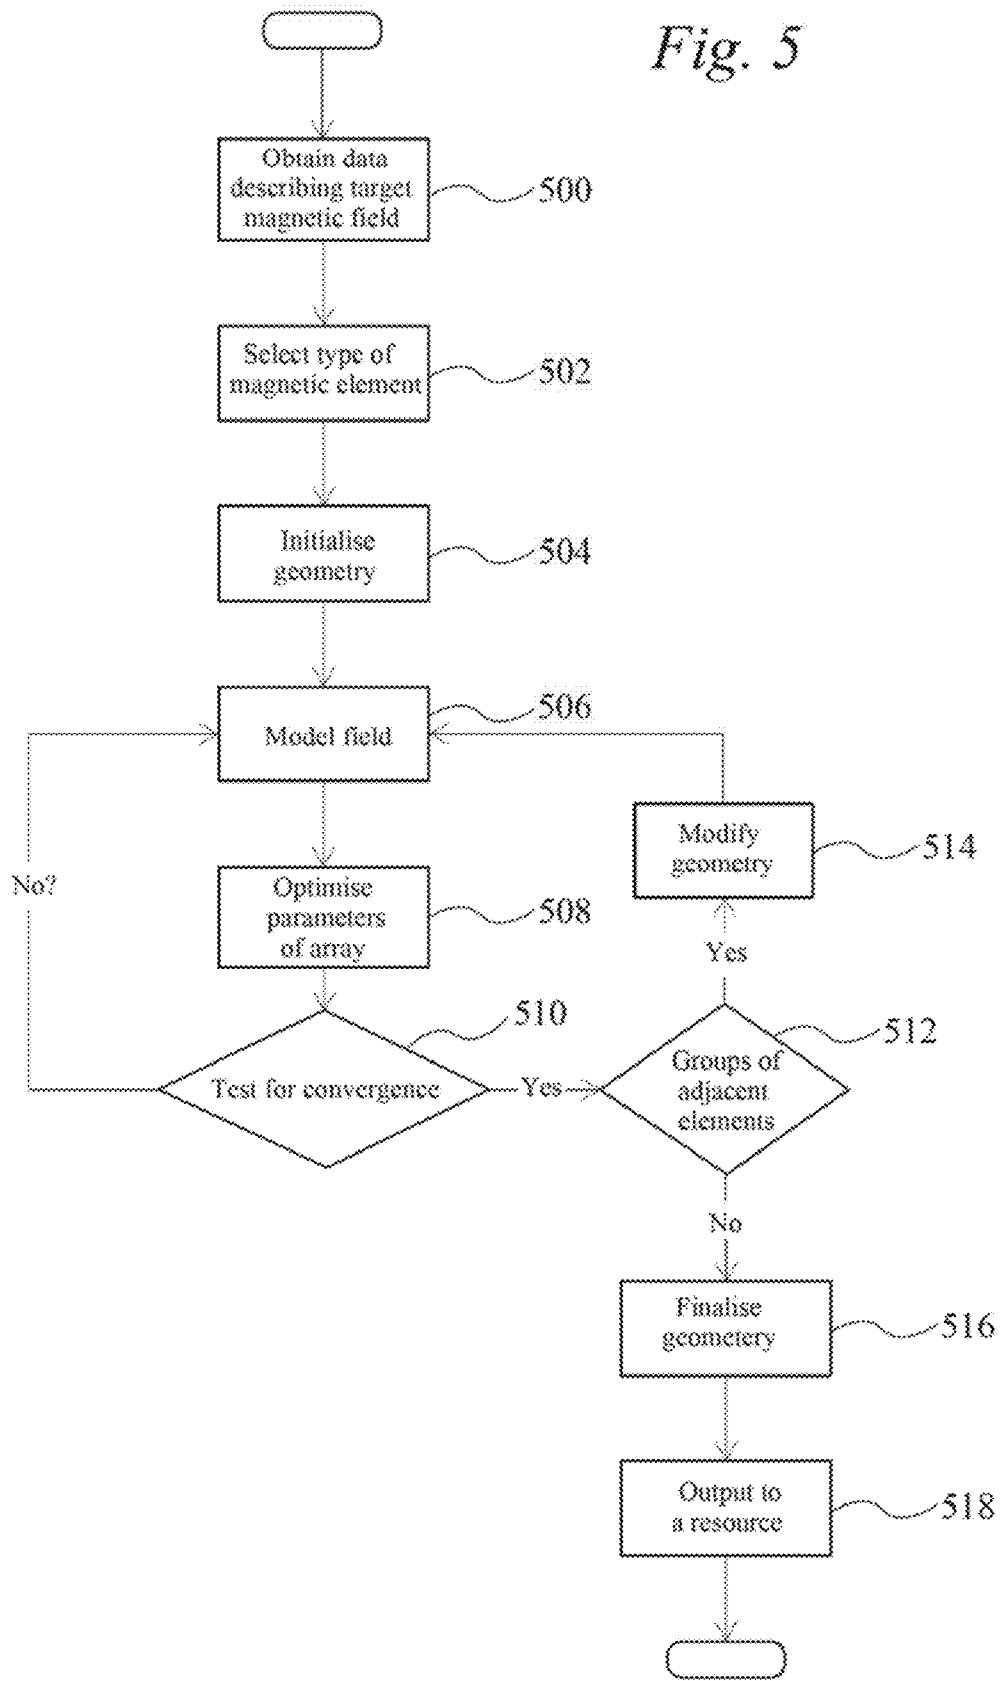 Fig. 5
Obtain data
describing target
magnetic field
500
Select type of
magnetic element
502
Initialise
geometry
504
Model field
506
Optimise
parameters
of array
508
No?
Test for convergence
510
Yes
Groups of
adjacent
elements
512
Yes
Modify
geometry
514
No
Finalise
geometery
516
Output to
a resource
518